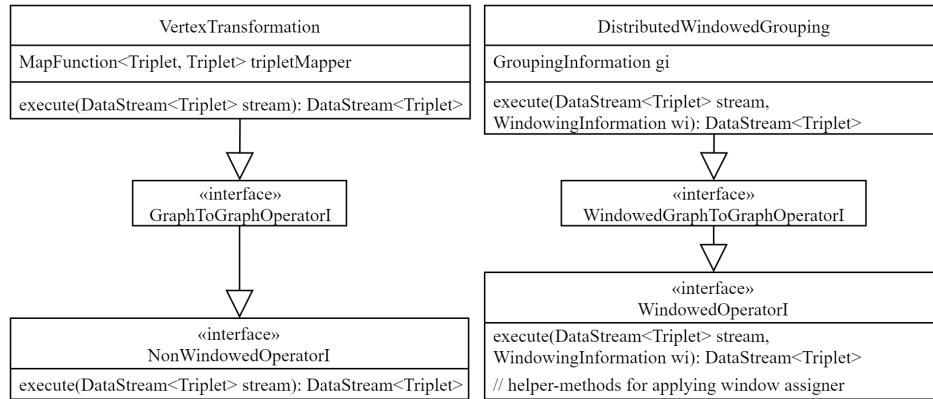 VertexTransformation
MapFunction<Triplet, Triplet> tripletMapper
execute(DataStream<Triplet> stream): DataStream<Triplet>
«interface»
GraphToGraphOperatorI
«interface»
NonWindowedOperatorI
execute(DataStream<Triplet> stream): DataStream<Triplet>
DistributedWindowedGrouping
GroupingInformation gi
execute(DataStream<Triplet> stream,
WindowingInformation wi): DataStream<Triplet>
«interface»
WindowedGraphToGraphOperatorI
«interface»
WindowedOperatorI
execute(DataStream<Triplet> stream,
WindowingInformation wi): DataStream<Triplet>
// helper-methods for applying window assigner